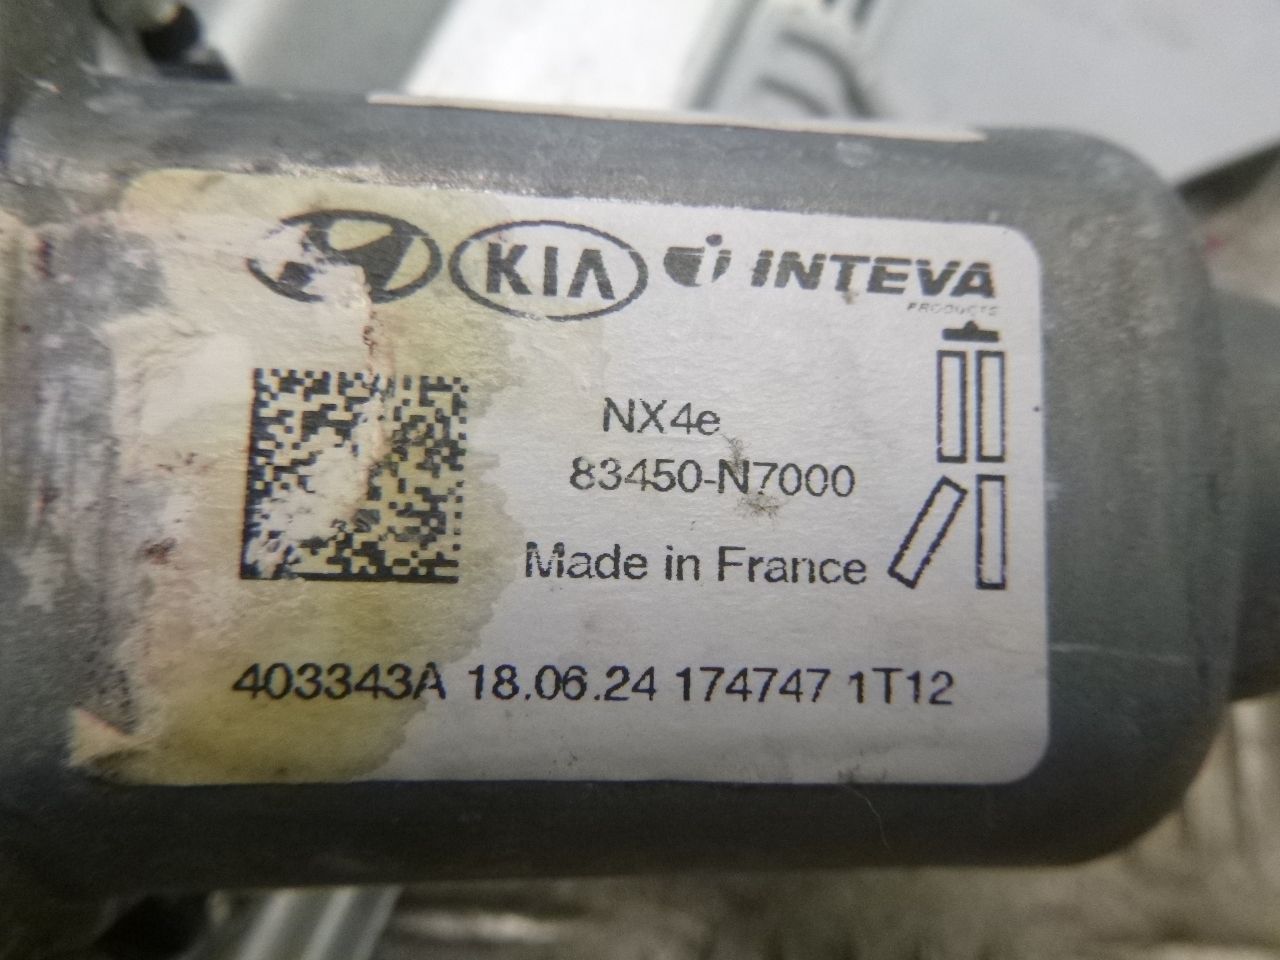 KIA INTEVA
PRODUCTS
NX4e
83450-N7000
Made in France
403343A 18.06.24 174747 1T12